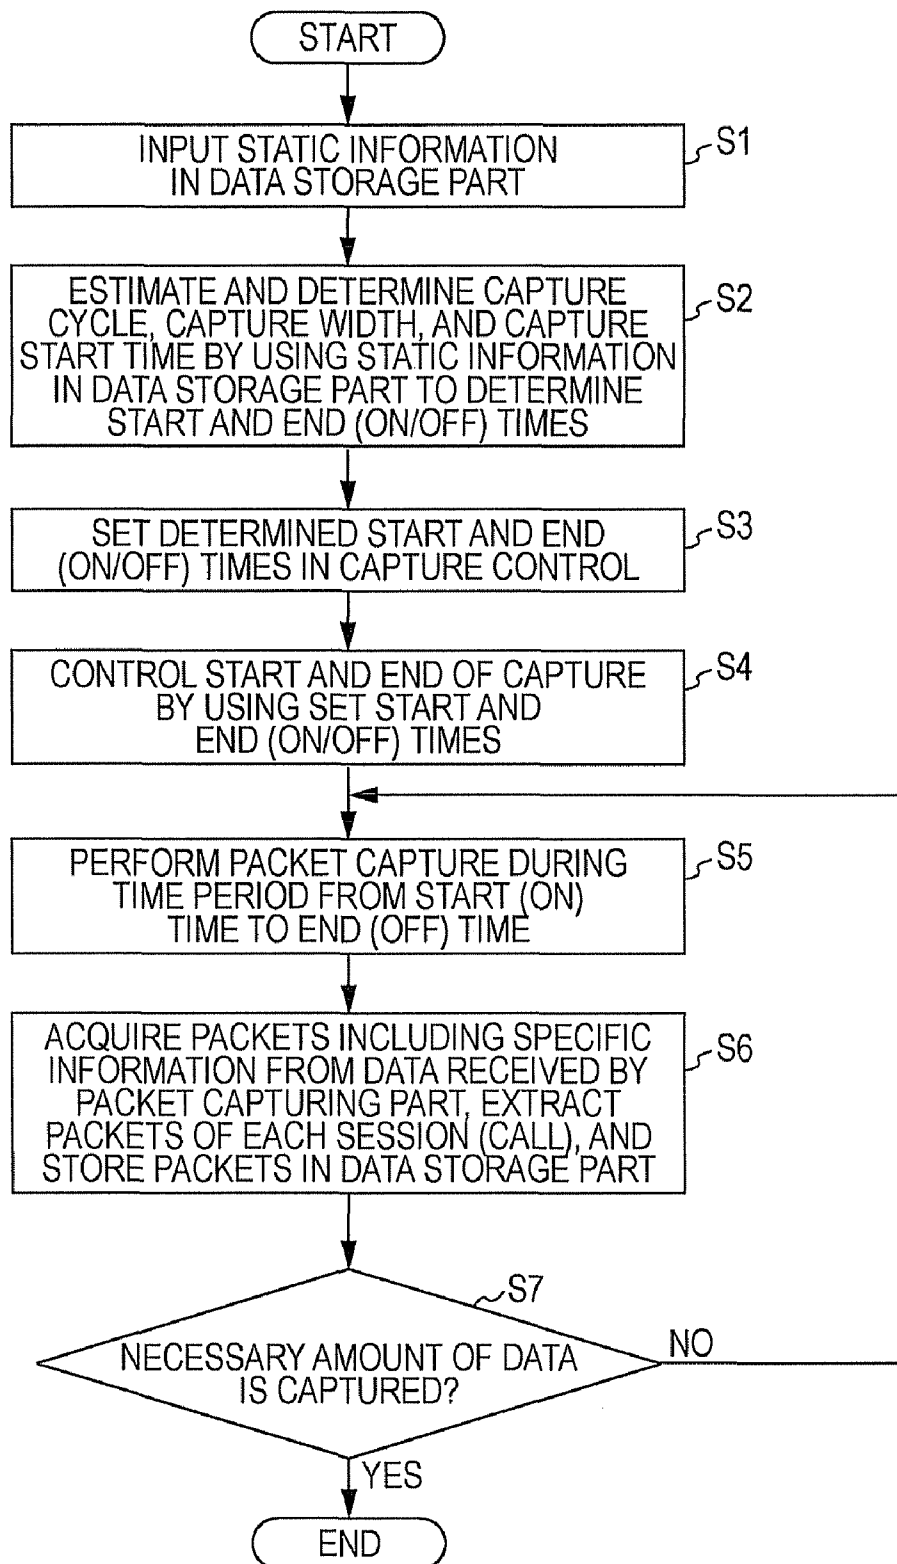 START
INPUT STATIC INFORMATION
IN DATA STORAGE PART
S1
ESTIMATE AND DETERMINE CAPTURE
CYCLE, CAPTURE WIDTH, AND CAPTURE
START TIME BY USING STATIC INFORMATION
IN DATA STORAGE PART TO DETERMINE
START AND END (ON/OFF) TIMES
S2
SET DETERMINED START AND END
(ON/OFF) TIMES IN CAPTURE CONTROL
S3
CONTROL START AND END OF CAPTURE
BY USING SET START AND
END (ON/OFF) TIMES
S4
PERFORM PACKET CAPTURE DURING
TIME PERIOD FROM START (ON)
TIME TO END (OFF) TIME
S5
ACQUIRE PACKETS INCLUDING SPECIFIC
INFORMATION FROM DATA RECEIVED BY
PACKET CAPTURING PART, EXTRACT
PACKETS OF EACH SESSION (CALL), AND
STORE PACKETS IN DATA STORAGE PART
S6
S7
NECESSARY AMOUNT OF DATA
IS CAPTURED?
NO
YES
END